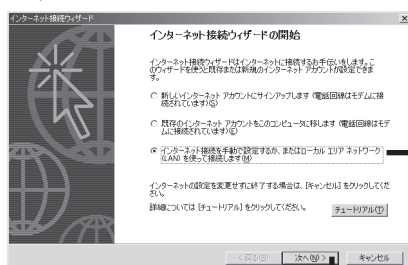 インターネット接続ウィザード
インターネット接続ウィザードの開始
インターネット接続ウィザードはインターネットに接続するお手伝いをします。こ
のウィザードを使うと既存または新規のインターネット アカウントが設定できま
す。
新しいインターネット アカウントにサインアップします (電話回線はモデムに接
続されています)(S)
既存のインターネット アカウントをこのコンピュータに移します (電話回線はモデ
ムに接続されています)(E)
インターネット接続を手動で設定するか、またはローカル エリア ネットワーク
(LAN) を使って接続します(M)
インターネットの設定を変更せずに終了する場合は、[キャンセル] をクリックしてくだ
さい。
詳細については [チュートリアル] をクリックしてください。
チュートリアル(T)
< 戻る(B)
次へ(N) >
キャンセル